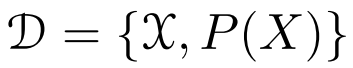 𝒟 = {𝒳, P(X)}